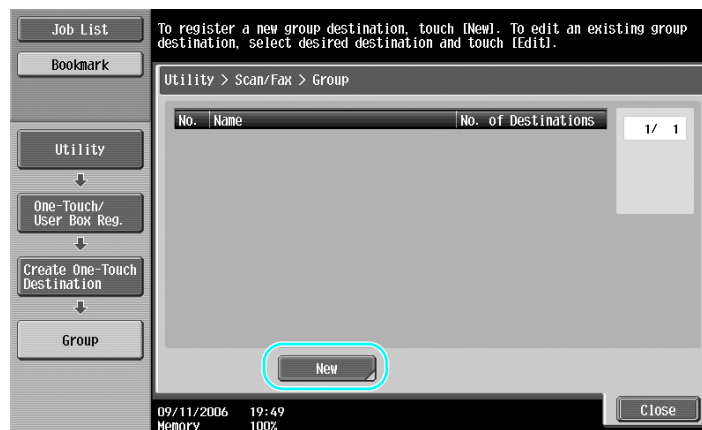 Job List
Bookmark
To register a new group destination, touch [New]. To edit an existing group
destination, select desired destination and touch [Edit].
Utility > Scan/Fax > Group
No. Name No. of Destinations
1/ 1
Utility
One-Touch/
User Box Reg.
Create One-Touch
Destination
Group
New
09/11/2006 19:49
Memory 100%
Close